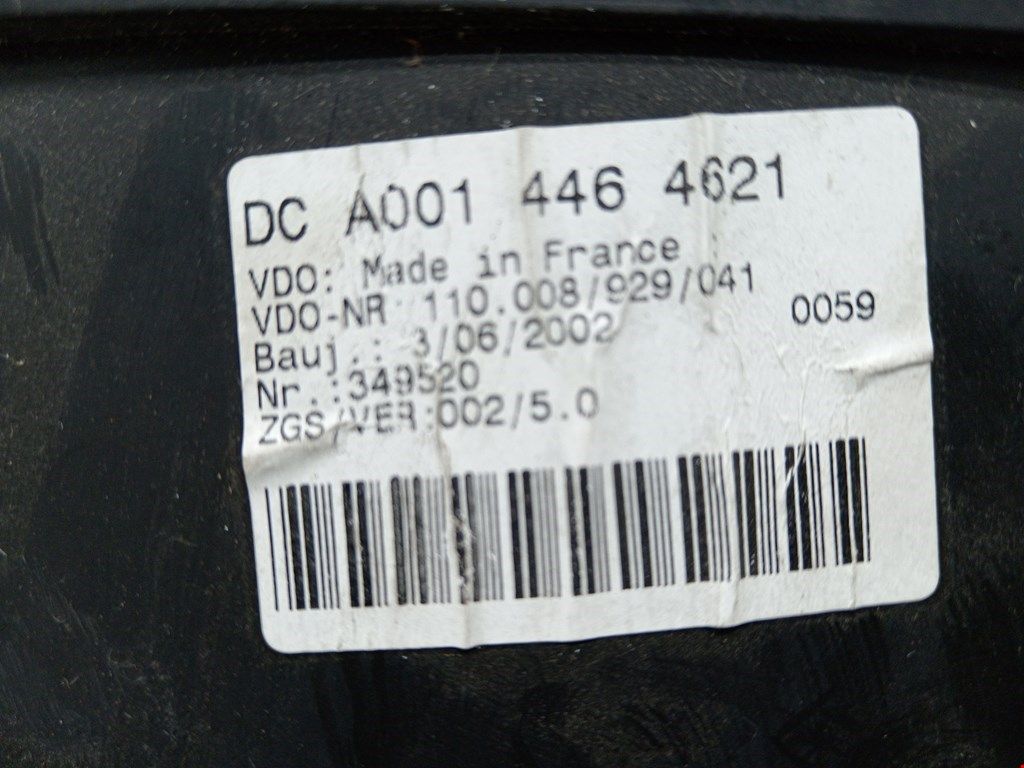 DC A001 446 4621
VDO: Made in France :
VDO-NR 110.008/929/041
0059
Bauj.: 3/06/2002
Nr.:349520
ZGS/VER:002/5.0